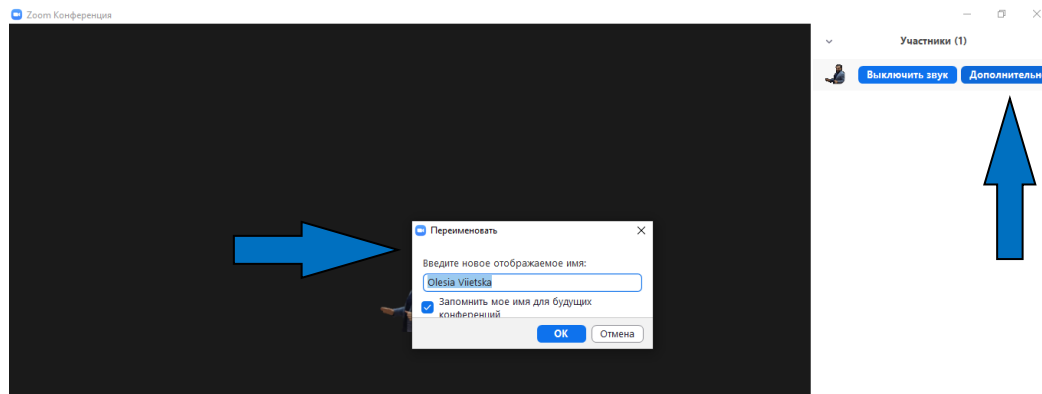 Zoom Конференция
Участники (1)
Выключить звук
Дополнительн
Переименовать
Введите новое отображаемое имя:
Olesia Viietska
Запомнить мое имя для будущих
конференций
ОК
Отмена